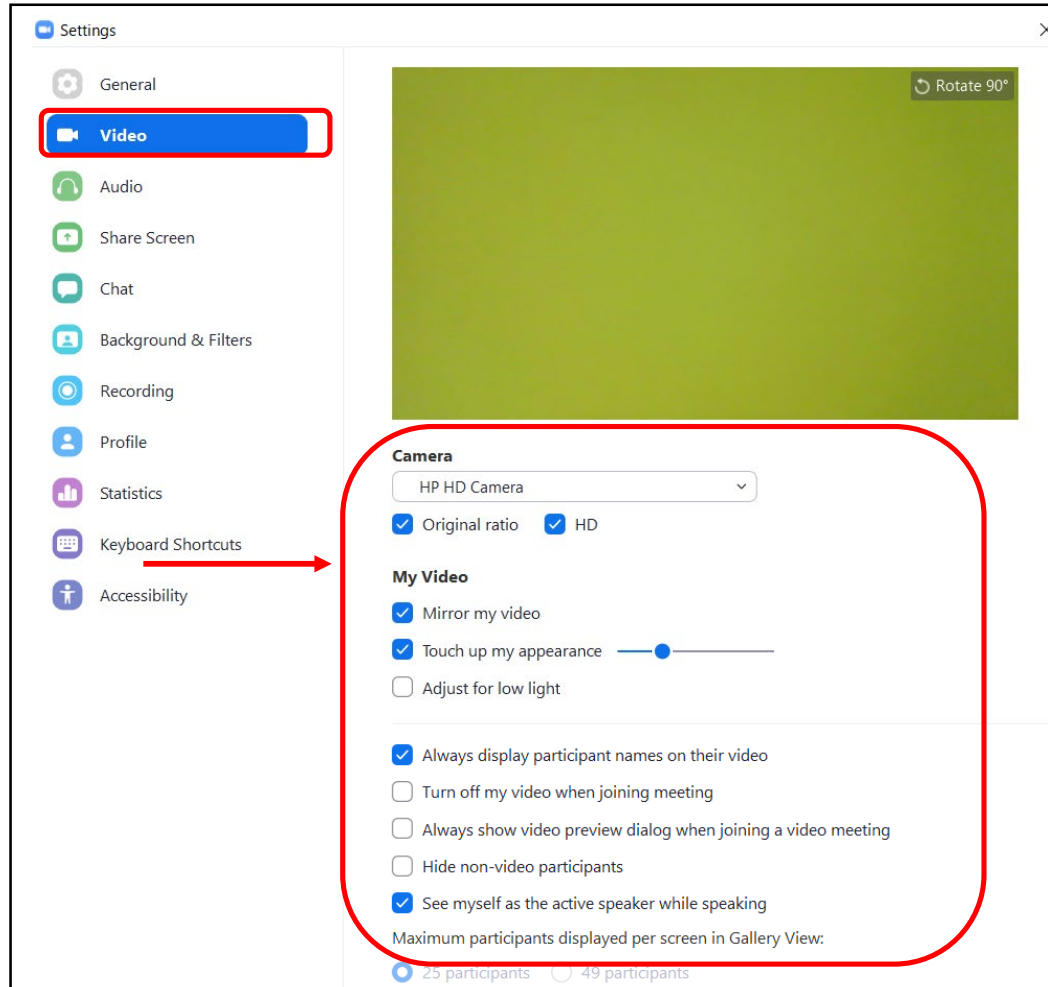 Settings
General
Video
Audio
Share Screen
Chat
Background & Filters
Recording
Profile
Statistics
Keyboard Shortcuts
Accessibility
Rotate 90°
Camera
HP HD Camera
Original ratio HD
My Video
Mirror my video
Touch up my appearance
Adjust for low light
Always display participant names on their video
Turn off my video when joining meeting
Always show video preview dialog when joining a video meeting
Hide non-video participants
See myself as the active speaker while speaking
Maximum participants displayed per screen in Gallery View:
25 participants 49 participants